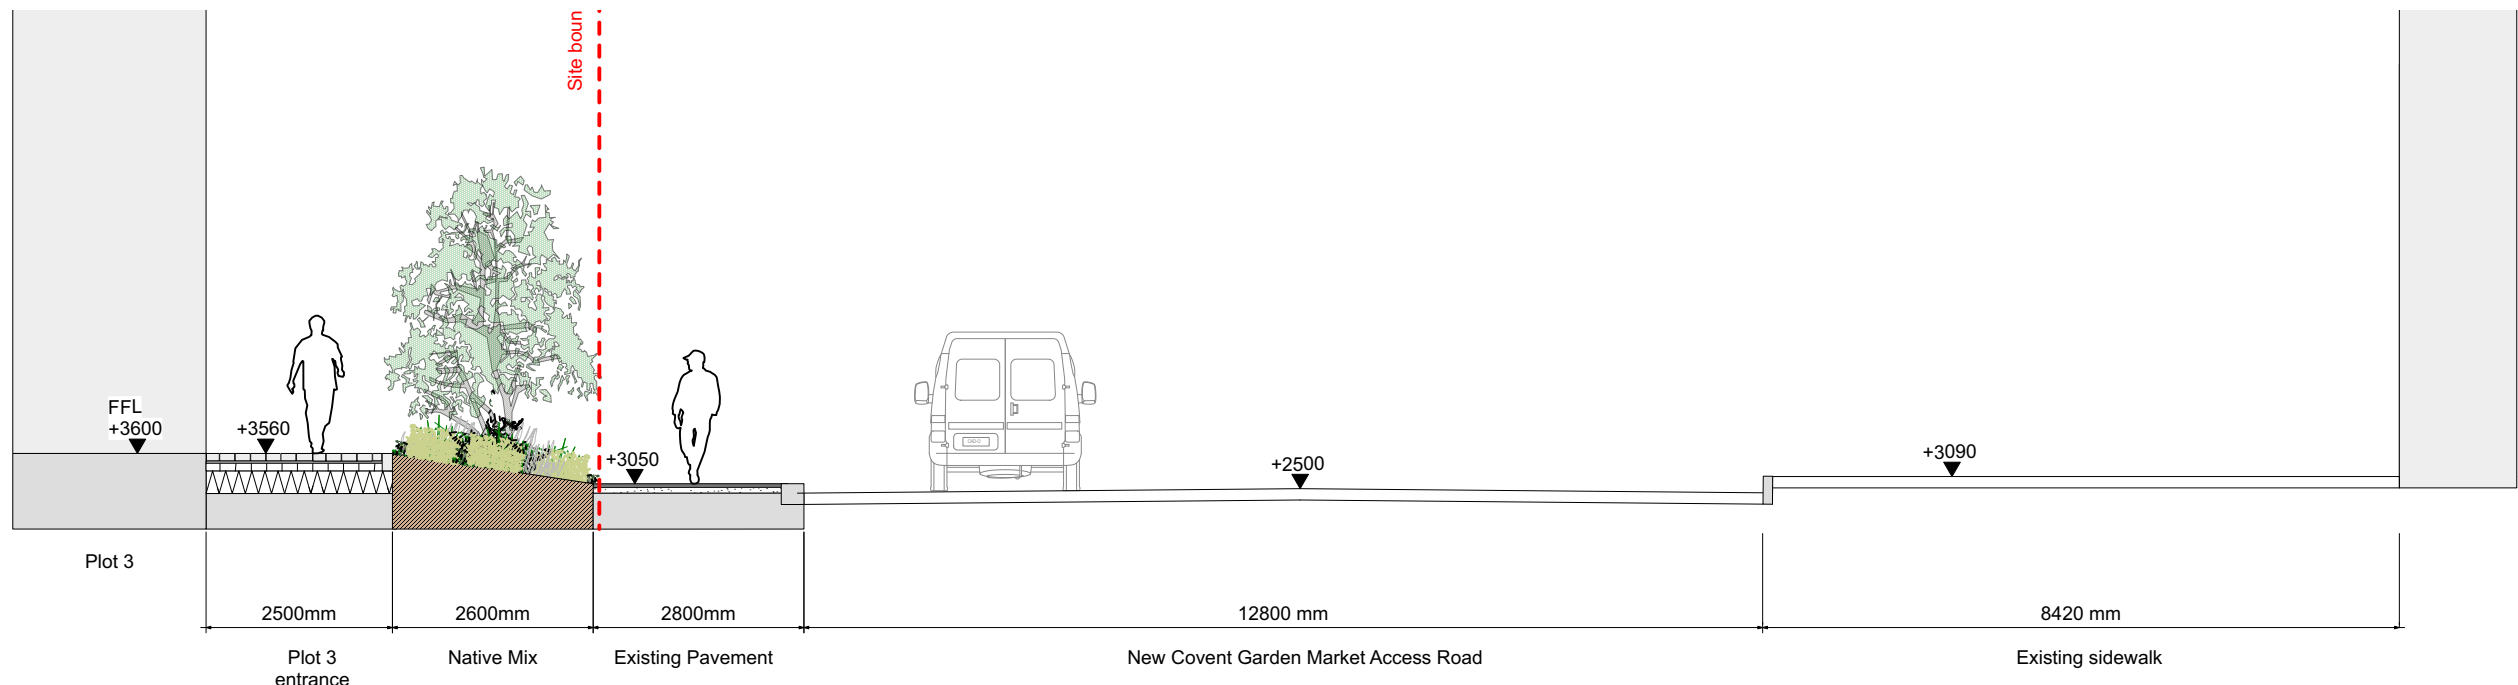 Site boun
FFL
+3600
+3560
+3050
+2500
+3090
Plot 3
2500mm
2600mm
2800mm
12800 mm
8420 mm
Plot 3
entrance
Native Mix
Existing Pavement
New Covent Garden Market Access Road
Existing sidewalk